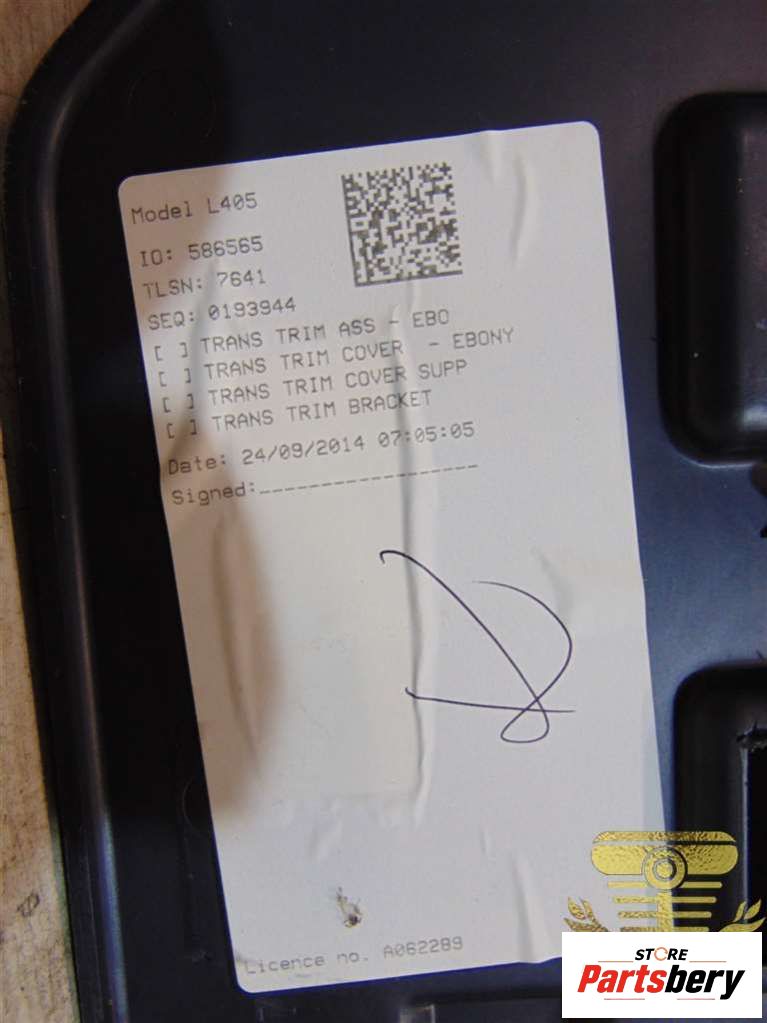 Model L405
IO: 586565
TLSN: 7641
SEQ: 0193944
[ ] TRANS TRIM ASS - EBO
[ ] TRANS TRIM COVER - EBONY
[ ] TRANS TRIM COVER SUPP
[ ] TRANS TRIM BRACKET
Date: 24/09/2014 07:05:05
Signed:__________________
Licence no. A062289
STORE
Partsbery